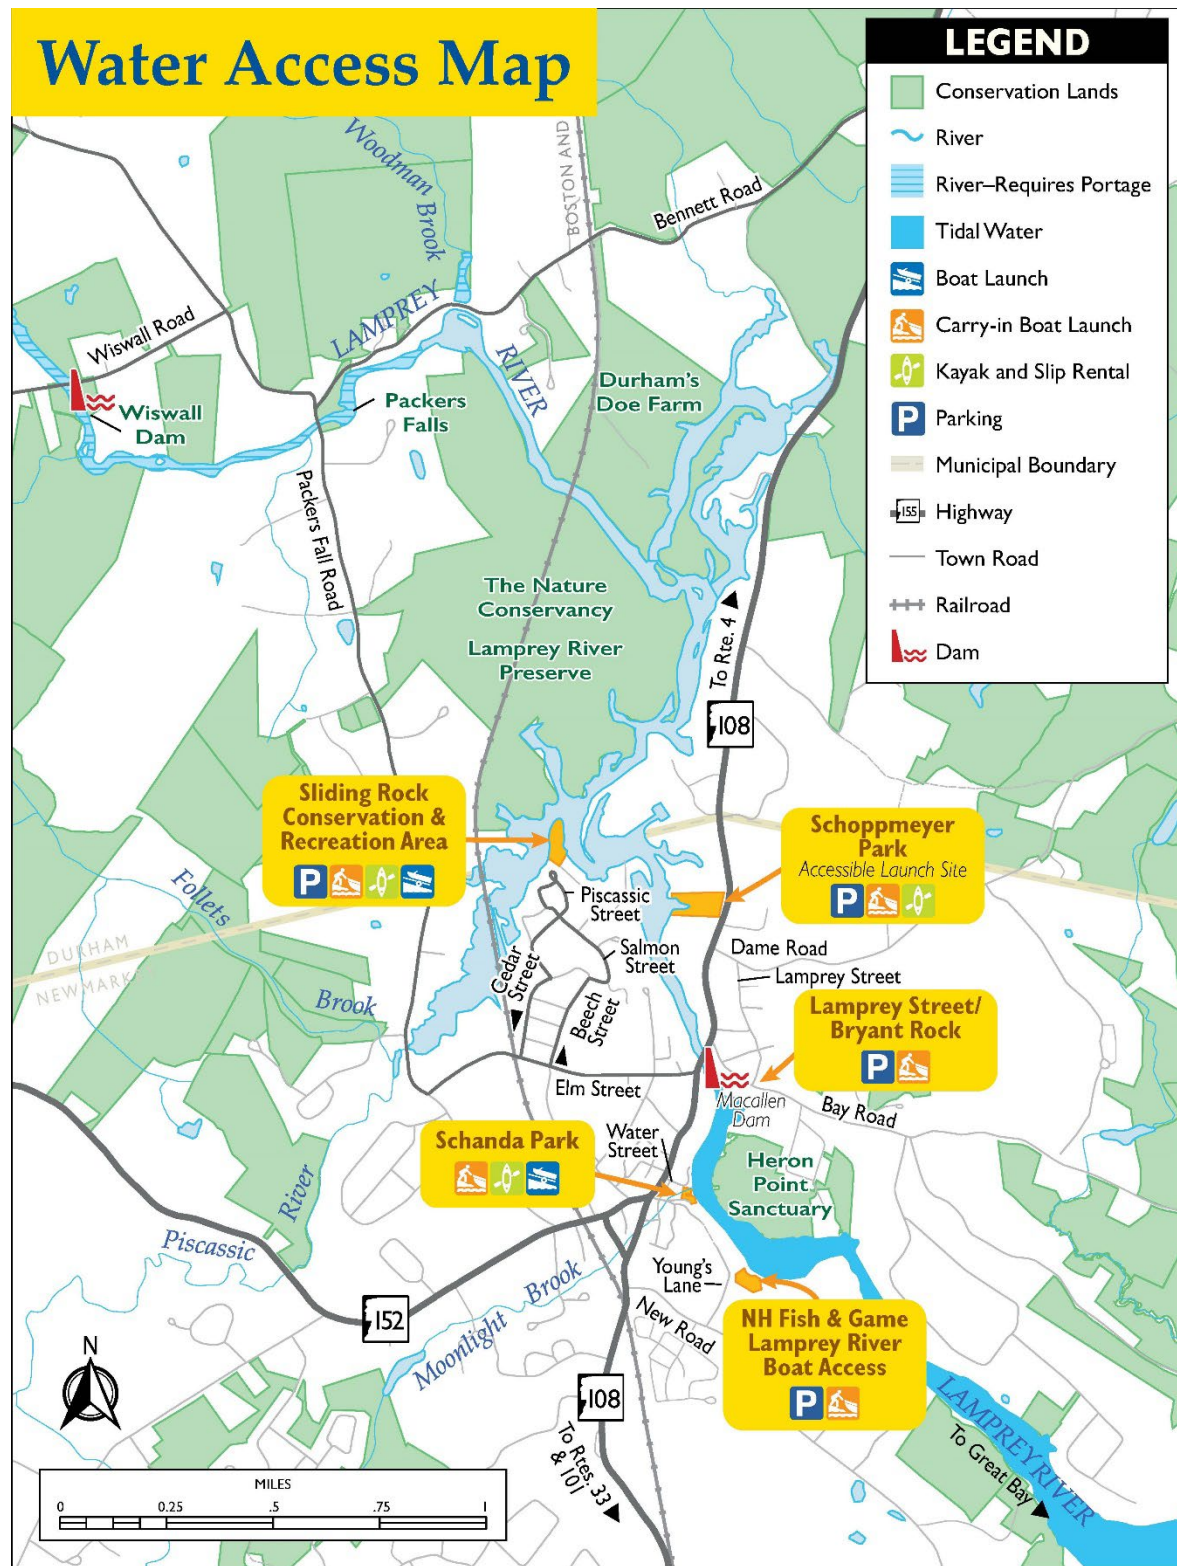 Water Access Map
LEGEND
Conservation Lands
River
River–Requires Portage
Tidal Water
Boat Launch
Carry-in Boat Launch
Kayak and Slip Rental
P Parking
Municipal Boundary
155 Highway
Town Road
Railroad
Dam
Woodman
Brook
BOSTON AND
Bennett Road
LAMPREY
RIVER
Wiswall Road
Wiswall
Dam
Packers
Falls
Durham's
Doe Farm
Packers Fall Road
The Nature
Conservancy
Lamprey River
Preserve
To Rte. 4
108
Sliding Rock
Conservation &
Recreation Area
P
Schoppmeyer
Park
Accessible Launch Site
P
Follets
Brook
DURHAM
NEWMARK
Piscassic
Street
Salmon
Street
Cedar
Street
Beech
Street
Dame Road
Lamprey Street
Lamprey Street/
Bryant Rock
P
Elm Street
Macallen
Dam
Bay Road
Schanda Park
Water
Street
Heron
Point
Sanctuary
Piscassic
River
152
Moonlight Brook
Young's
Lane
New Road
NH Fish & Game
Lamprey River
Boat Access
P
N
108
To Rtes. 33
& 101
LAMPREY RIVER
To Great Bay
MILES
0 0.25 .5 .75 1